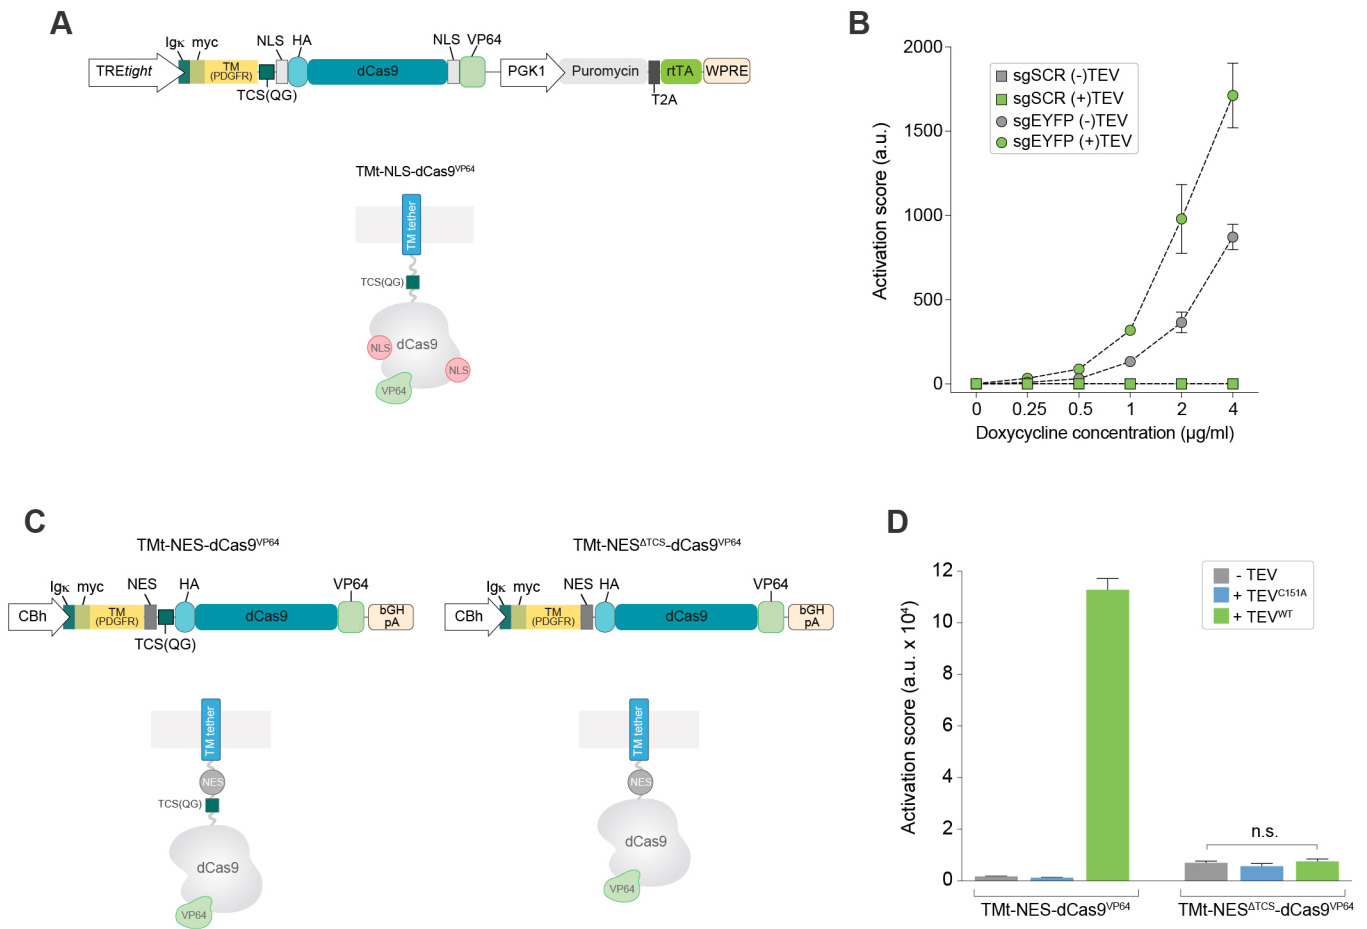 A
Igκ myc NLS HA NLS VP64
TREtight TM (PDGFR) dCas9 PGK1 Puromycin rtTA WPRE
TCS(QG) T2A
TMt-NLS-dCas9VP64
TM tether
TCS(QG)
NLS dCas9
NLS
VP64
B
2000
1500
1000
500
0
Activation score (a.u.)
sgSCR (-)TEV
sgSCR (+)TEV
sgEYFP (-)TEV
sgEYFP (+)TEV
0 0.25 0.5 1 2 4
Doxycycline concentration (µg/ml)
C
TMt-NES-dCas9VP64
Igκ myc NES HA VP64
CBh TM (PDGFR) dCas9 bGH pA
TCS(QG)
TM tether
NES
TCS(QG)
dCas9
VP64
TMt-NESΔTCS-dCas9VP64
Igκ myc NES HA VP64
CBh TM (PDGFR) dCas9 bGH pA
TM tether
NES
dCas9
VP64
D
12
10
8
6
4
2
0
Activation score (a.u. x 10⁴)
- TEV
+ TEVC151A
+ TEVWT
n.s.
TMt-NES-dCas9VP64 TMt-NESΔTCS-dCas9VP64